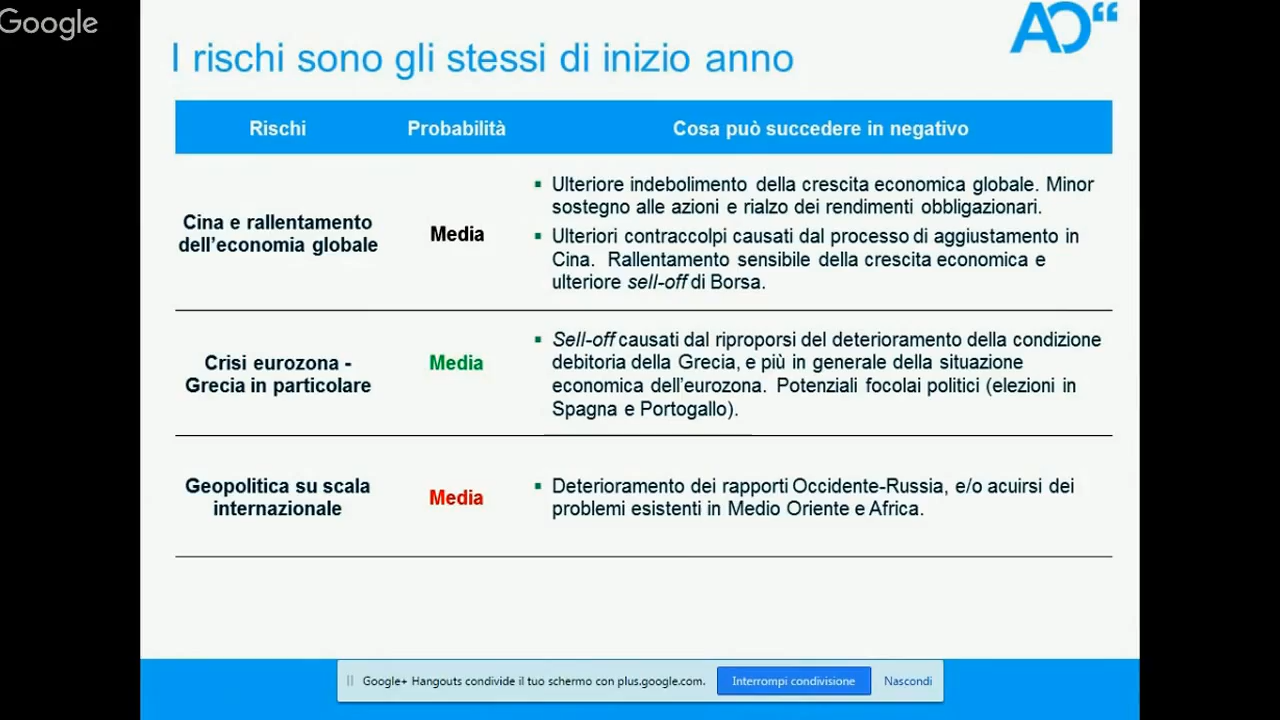 Google
AO“
I rischi sono gli stessi di inizio anno
Rischi Probabilità Cosa può succedere in negativo
Cina e rallentamento
dell’economia globale
Media
▪ Ulteriore indebolimento della crescita economica globale. Minor
sostegno alle azioni e rialzo dei rendimenti obbligazionari.
▪ Ulteriori contraccolpi causati dal processo di aggiustamento in
Cina. Rallentamento sensibile della crescita economica e
ulteriore sell-off di Borsa.
Crisi eurozona -
Grecia in particolare
Media
▪ Sell-off causati dal riproporsi del deterioramento della condizione
debitoria della Grecia, e più in generale della situazione
economica dell’eurozona. Potenziali focolai politici (elezioni in
Spagna e Portogallo).
Geopolitica su scala
internazionale
Media
▪ Deterioramento dei rapporti Occidente-Russia, e/o acuirsi dei
problemi esistenti in Medio Oriente e Africa.
Google+ Hangouts condivide il tuo schermo con plus.google.com. Interrompi condivisione Nascondi